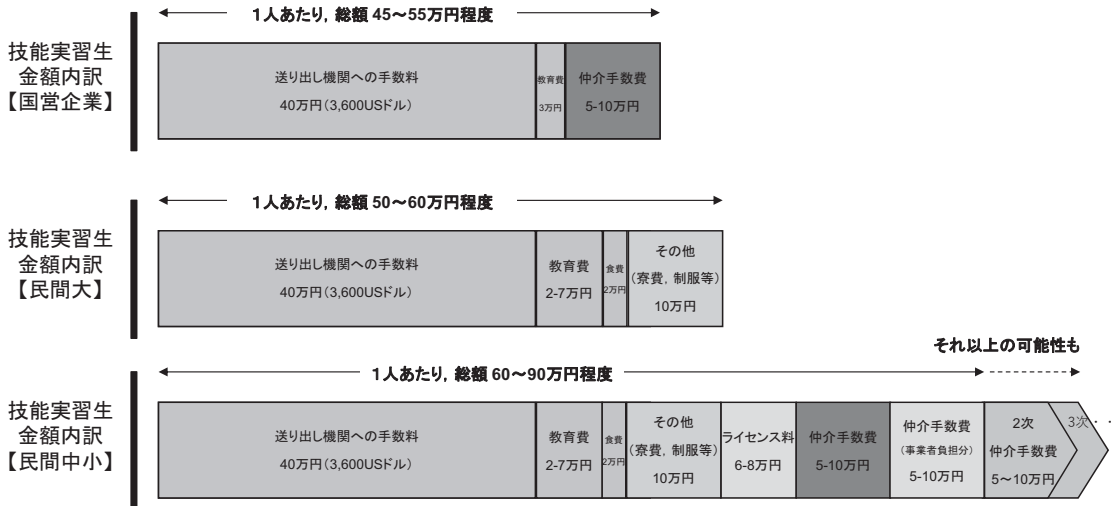 1人あたり，総額 45～55万円程度
技能実習生
金額内訳
【国営企業】
送り出し機関への手数料
40万円（3,600USドル）
教育費
3万円
仲介手数費
5-10万円
1人あたり，総額 50～60万円程度
技能実習生
金額内訳
【民間大】
送り出し機関への手数料
40万円（3,600USドル）
教育費
2-7万円
食費
2万円
その他
（寮費，制服等）
10万円
それ以上の可能性も
1人あたり，総額 60～90万円程度
技能実習生
金額内訳
【民間中小】
送り出し機関への手数料
40万円（3,600USドル）
教育費
2-7万円
食費
2万円
その他
（寮費，制服等）
10万円
ライセンス料
6-8万円
仲介手数費
5-10万円
仲介手数費
（事業者負担分）
5-10万円
2次
仲介手数費
5～10万円
3次・・